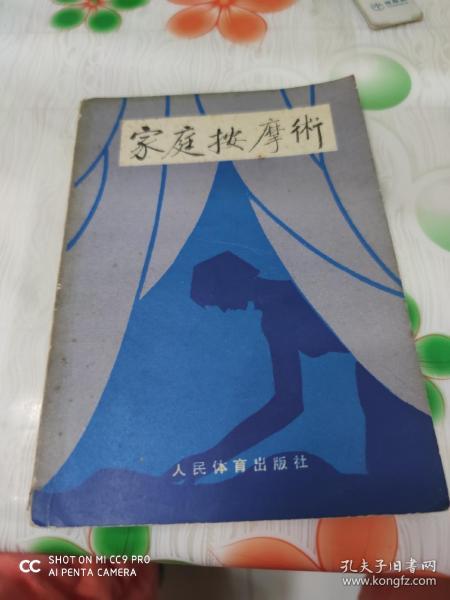 家庭按摩術
人民体育出版社
SHOT ON MI CC9 PRO
AI PENTA CAMERA
孔夫子旧书网
www.kongfz.com